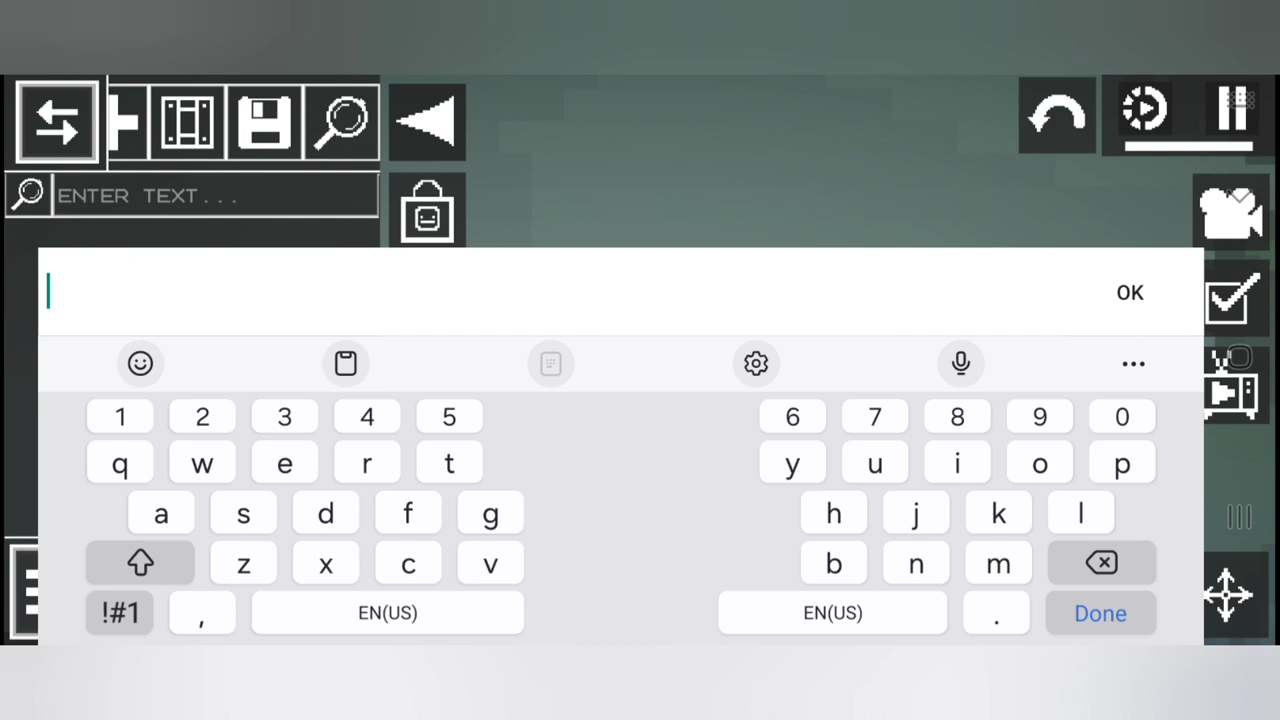 ENTER TEXT...
OK
1 2 3 4 5 6 7 8 9 0
q w e r t y u i o p
a s d f g h j k l
z x c v b n m
!#1 , EN(US) EN(US) . Done